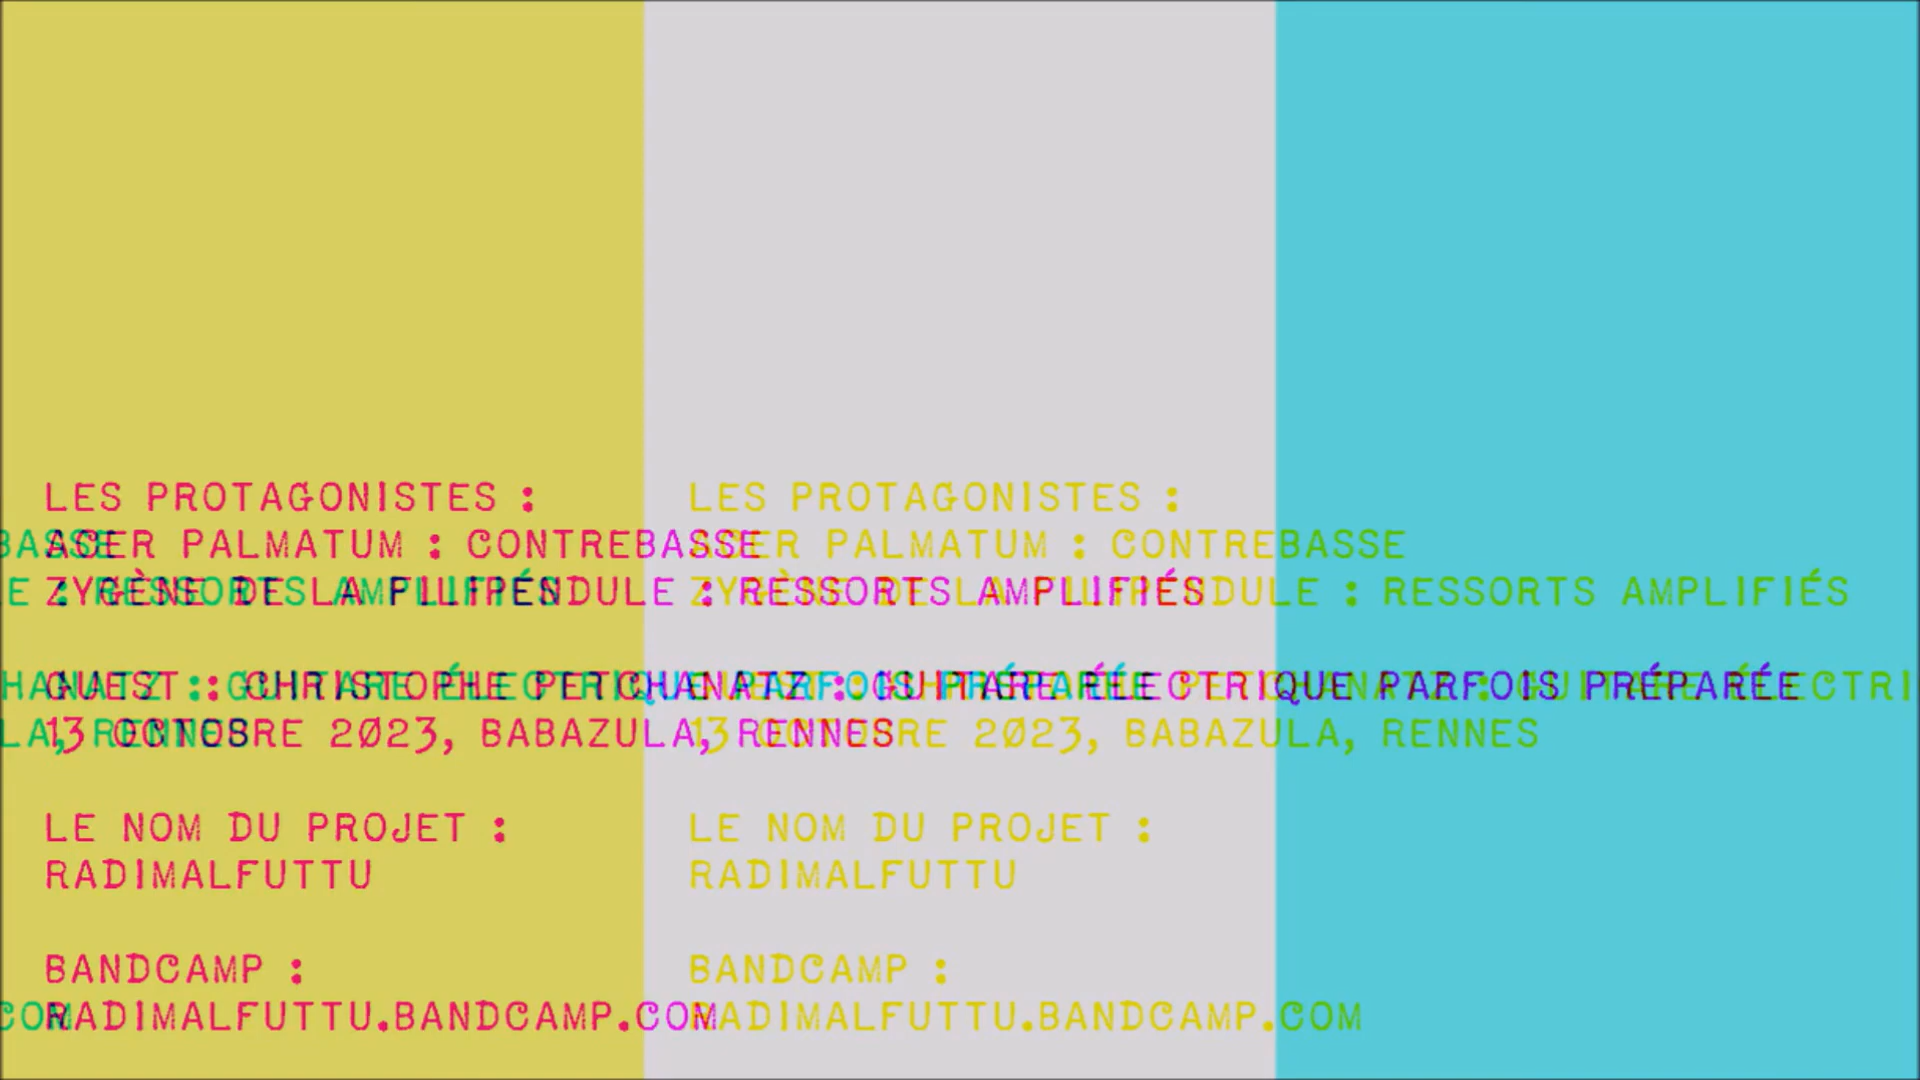 LES PROTAGONISTES :
ACER PALMATUM : CONTREBASSE
ZYGÈNE DE LA FILIPENDULE : RESSORTS AMPLIFIÉS
GUEST : CHRISTOPHE PETCHANATZ : GUITARE ÉLECTRIQUE PARFOIS PRÉPARÉE
13 OCTOBRE 2023, BABAZULA, RENNES
LE NOM DU PROJET :
RADIMALFUTTU
BANDCAMP :
RADIMALFUTTU.BANDCAMP.COM